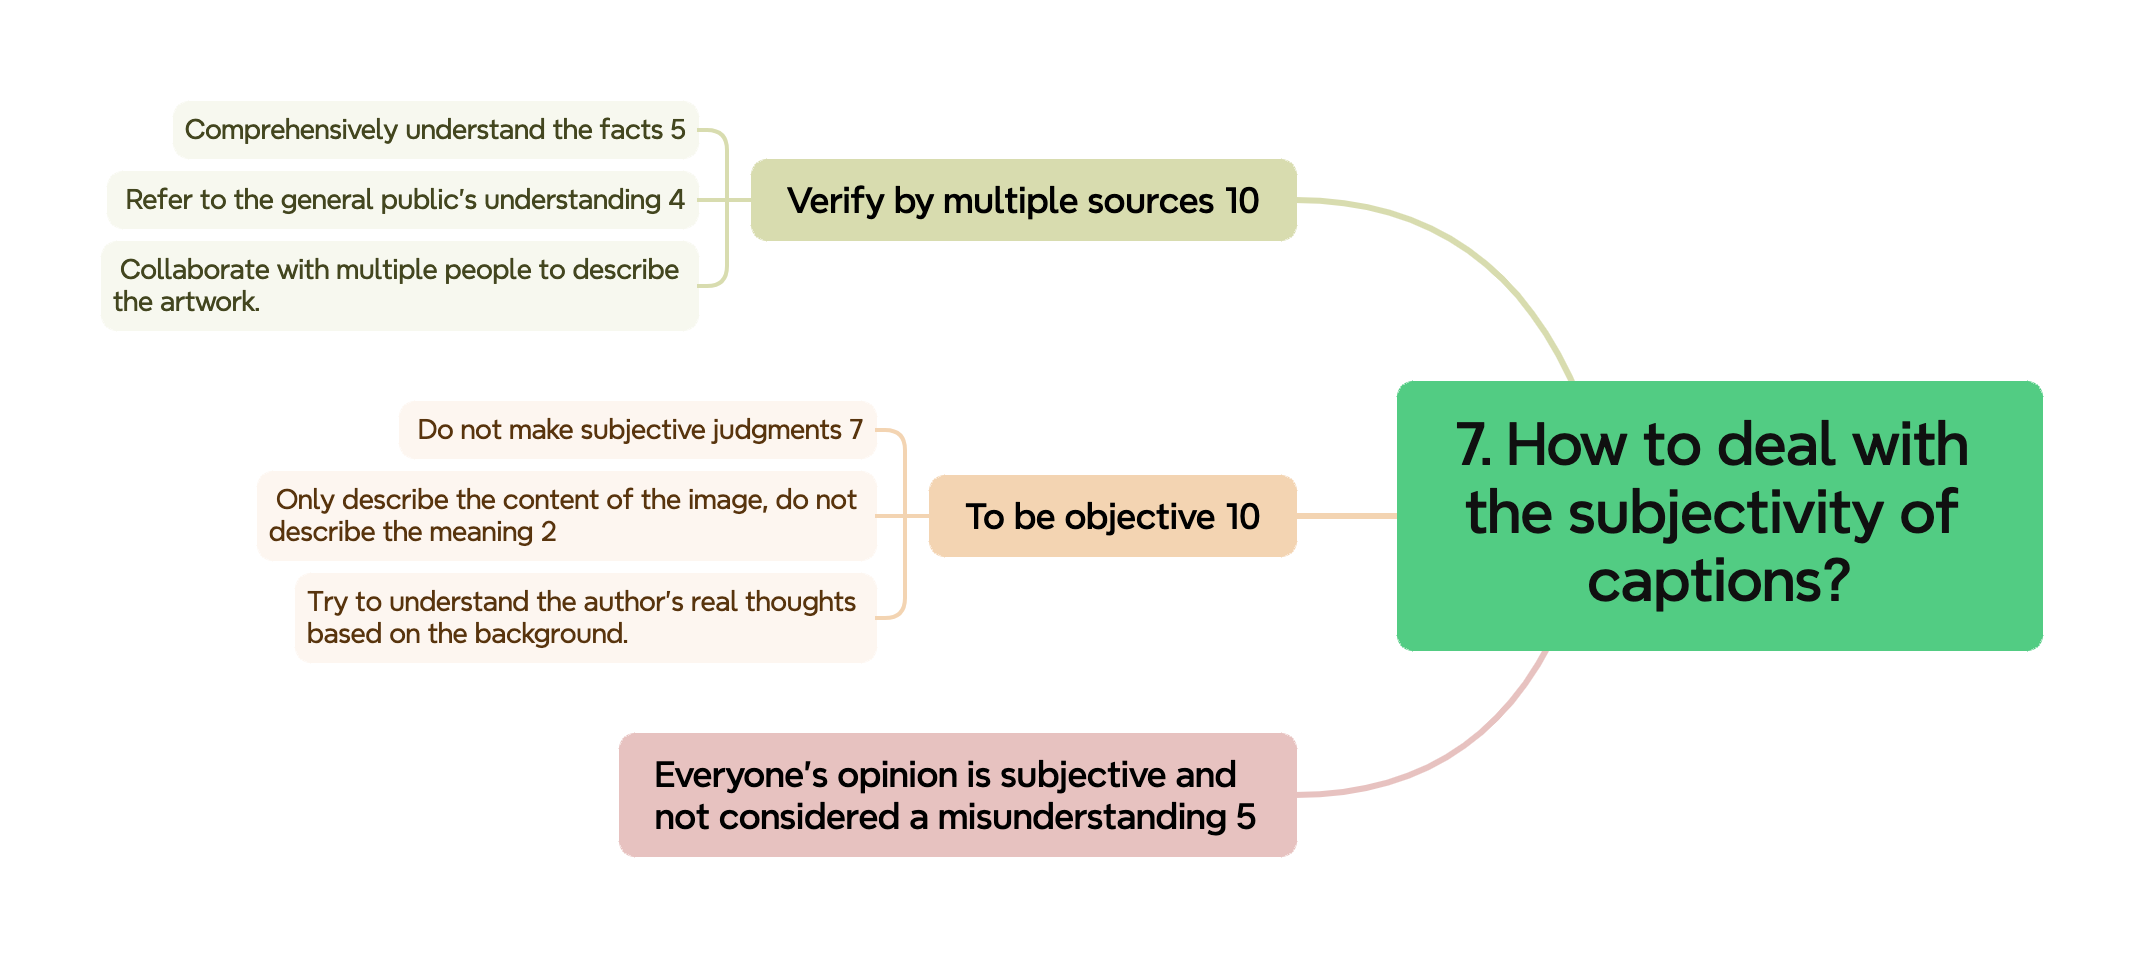 Comprehensively understand the facts 5
Refer to the general public's understanding 4
Collaborate with multiple people to describe
the artwork.
Verify by multiple sources 10
Do not make subjective judgments 7
Only describe the content of the image, do not
describe the meaning 2
Try to understand the author's real thoughts
based on the background.
To be objective 10
Everyone's opinion is subjective and
not considered a misunderstanding 5
7. How to deal with
the subjectivity of
captions?